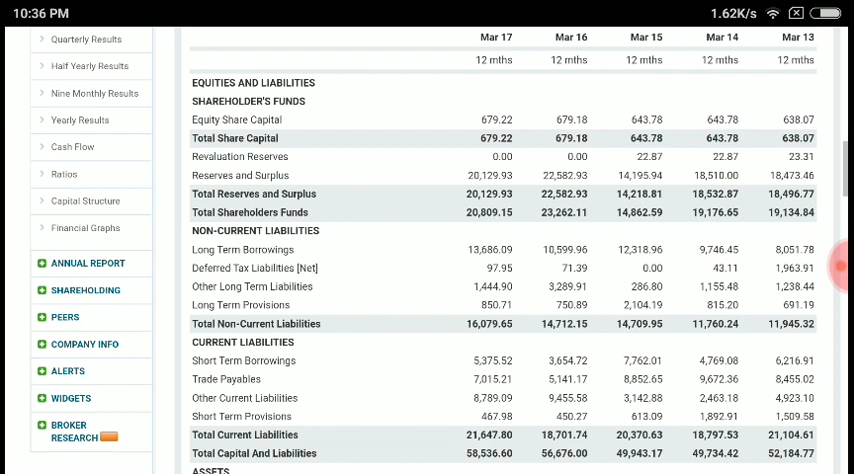 10:36 PM 1.62K/s
Quarterly Results
Half Yearly Results
Nine Monthly Results
Yearly Results
Cash Flow
Ratios
Capital Structure
Financial Graphs
ANNUAL REPORT
SHAREHOLDING
PEERS
COMPANY INFO
ALERTS
WIDGETS
BROKER
RESEARCH
Mar 17 Mar 16 Mar 15 Mar 14 Mar 13
12 mths 12 mths 12 mths 12 mths 12 mths
EQUITIES AND LIABILITIES
SHAREHOLDER'S FUNDS
Equity Share Capital 679.22 679.18 643.78 643.78 638.07
Total Share Capital 679.22 679.18 643.78 643.78 638.07
Revaluation Reserves 0.00 0.00 22.87 22.87 23.31
Reserves and Surplus 20,129.93 22,582.93 14,195.94 18,510.00 18,473.46
Total Reserves and Surplus 20,129.93 22,582.93 14,218.81 18,532.87 18,496.77
Total Shareholders Funds 20,809.15 23,262.11 14,862.59 19,176.65 19,134.84
NON-CURRENT LIABILITIES
Long Term Borrowings 13,686.09 10,599.96 12,318.96 9,746.45 8,051.78
Deferred Tax Liabilities [Net] 97.95 71.39 0.00 43.11 1,963.91
Other Long Term Liabilities 1,444.90 3,289.91 286.80 1,155.48 1,238.44
Long Term Provisions 850.71 750.89 2,104.19 815.20 691.19
Total Non-Current Liabilities 16,079.65 14,712.15 14,709.95 11,760.24 11,945.32
CURRENT LIABILITIES
Short Term Borrowings 5,375.52 3,654.72 7,762.01 4,769.08 6,216.91
Trade Payables 7,015.21 5,141.17 8,852.65 9,672.36 8,455.02
Other Current Liabilities 8,789.09 9,455.58 3,142.88 2,463.18 4,923.10
Short Term Provisions 467.98 450.27 613.09 1,892.91 1,509.58
Total Current Liabilities 21,647.80 18,701.74 20,370.63 18,797.53 21,104.61
Total Capital And Liabilities 58,536.60 56,676.00 49,943.17 49,734.42 52,184.77
ASSETS